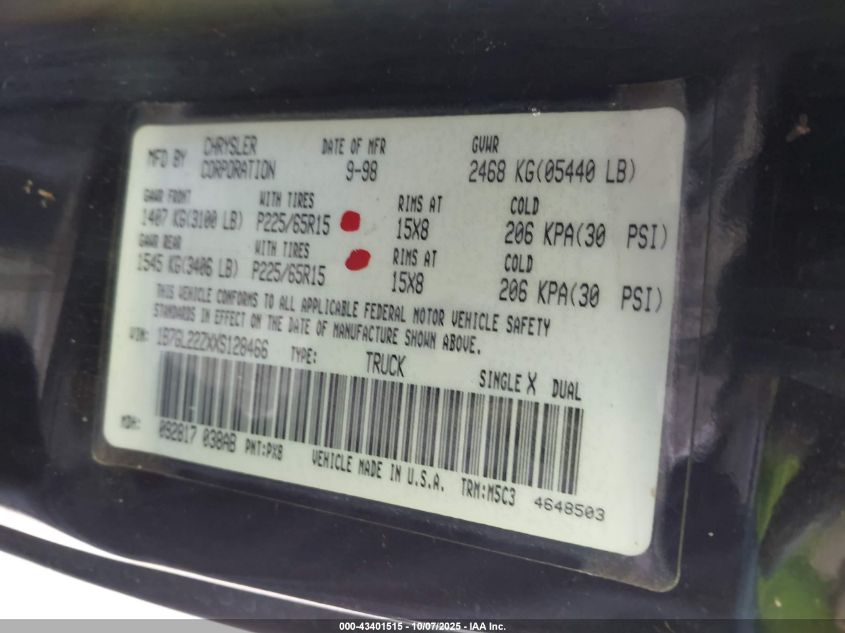 MFD BY CHRYSLER CORPORATION DATE OF MFR 9-98 GVWR 2468 KG(05440 LB)
GAWR FRONT WITH TIRES RIMS AT COLD
1407 KG(3100 LB) P225/65R15 15X8 206 KPA(30 PSI)
GAWR REAR WITH TIRES RIMS AT COLD
1545 KG(3406 LB) P225/65R15 15X8 206 KPA(30 PSI)
THIS VEHICLE CONFORMS TO ALL APPLICABLE FEDERAL MOTOR VEHICLE SAFETY
STANDARDS IN EFFECT ON THE DATE OF MANUFACTURE SHOWN ABOVE.
VIN: 1B7GL22ZXXS128466 TYPE: TRUCK SINGLE X DUAL
MDH: 092817 038AB PNT:PX8 VEHICLE MADE IN U.S.A. TRM:M5C3 4648503
000-43401515 - 10/07/2025 - © IAA Inc.